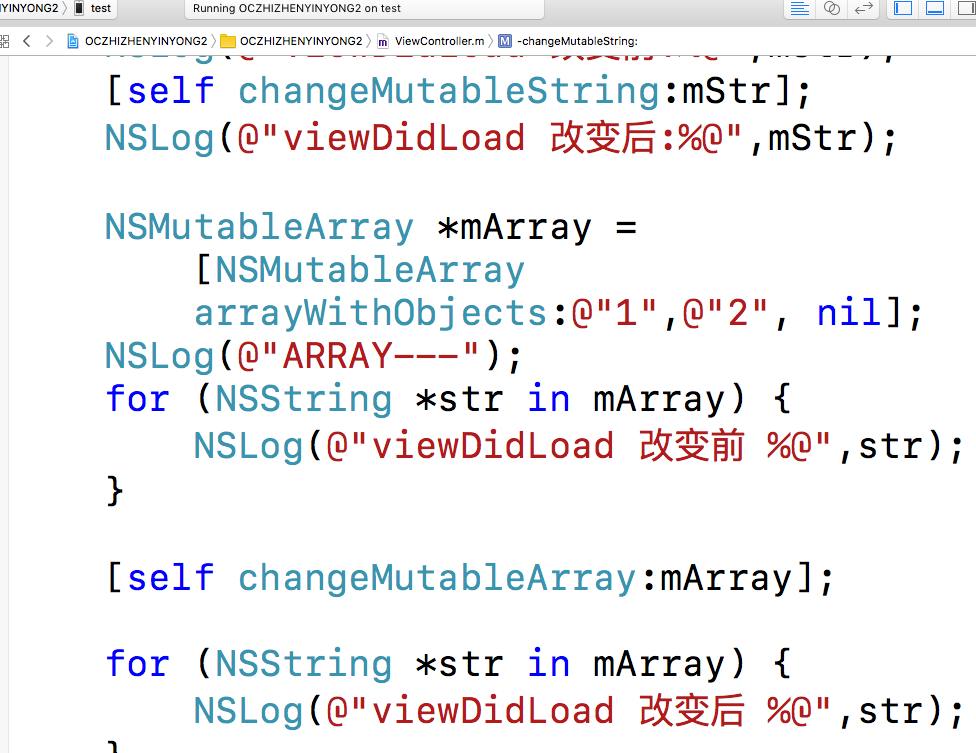 YINYONG2 〉 test
Running OCZHIZHENYINYONG2 on test
OCZHIZHENYINYONG2 〉 OCZHIZHENYINYONG2 〉 m ViewController.m 〉 M -changeMutableString:
[self changeMutableString:mStr];
NSLog(@"viewDidLoad 改变后:%@",mStr);
NSMutableArray *mArray =
[NSMutableArray
arrayWithObjects:@"1",@"2", nil];
NSLog(@"ARRAY---");
for (NSString *str in mArray) {
NSLog(@"viewDidLoad 改变前 %@",str);
}
[self changeMutableArray:mArray];
for (NSString *str in mArray) {
NSLog(@"viewDidLoad 改变后 %@",str);